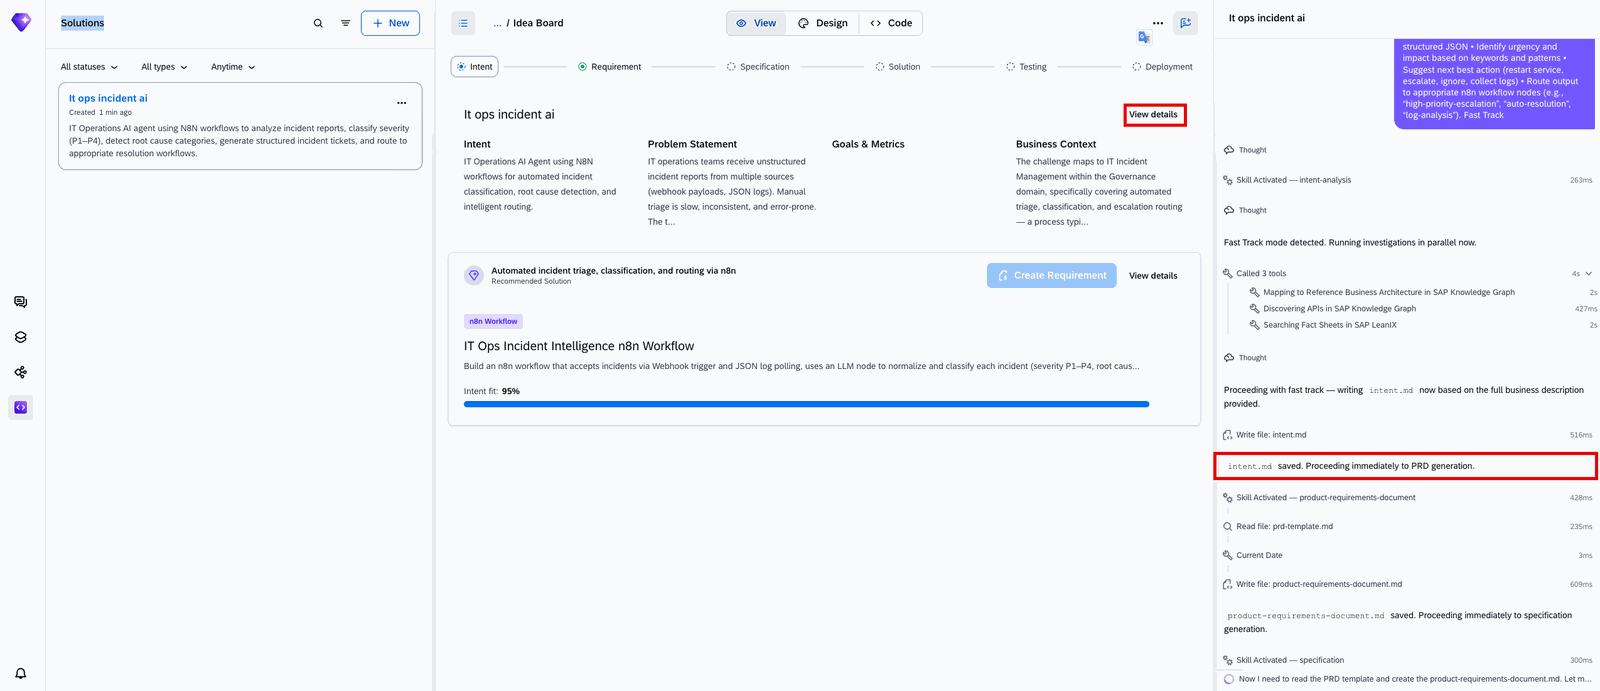 Solutions
New
All statuses
All types
Anytime
It ops incident ai
...
Created 1 min ago
IT Operations AI agent using N8N workflows to analyze incident reports, classify severity
(P1–P4), detect root cause categories, generate structured incident tickets, and route to
appropriate resolution workflows.
... / Idea Board
View
Design
Code
...
Intent
Requirement
Specification
Solution
Testing
Deployment
It ops incident ai
View details
Intent
IT Operations AI Agent using N8N
workflows for automated incident
classification, root cause detection, and
intelligent routing.
Problem Statement
IT operations teams receive unstructured
incident reports from multiple sources
(webhook payloads, JSON logs). Manual
triage is slow, inconsistent, and error-prone.
The t...
Goals & Metrics
Business Context
The challenge maps to IT Incident
Management within the Governance
domain, specifically covering automated
triage, classification, and escalation routing
— a process typi...
Automated incident triage, classification, and routing via n8n
Recommended Solution
Create Requirement
View details
n8n Workflow
IT Ops Incident Intelligence n8n Workflow
Build an n8n workflow that accepts incidents via Webhook trigger and JSON log polling, uses an LLM node to normalize and classify each incident (severity P1–P4, root caus...
Intent fit: 95%
It ops incident ai
structured JSON • Identify urgency and
impact based on keywords and patterns •
Suggest next best action (restart service,
escalate, ignore, collect logs) • Route output
to appropriate n8n workflow nodes (e.g.,
“high-priority-escalation”, “auto-resolution”,
“log-analysis”). Fast Track
Thought
Skill Activated — intent-analysis 263ms
Thought
Fast Track mode detected. Running investigations in parallel now.
Called 3 tools 4s
Mapping to Reference Business Architecture in SAP Knowledge Graph 2s
Discovering APIs in SAP Knowledge Graph 427ms
Searching Fact Sheets in SAP LeanIX 2s
Thought
Proceeding with fast track — writing intent.md now based on the full business description
provided.
Write file: intent.md 516ms
intent.md saved. Proceeding immediately to PRD generation.
Skill Activated — product-requirements-document 428ms
Read file: prd-template.md 235ms
Current Date 3ms
Write file: product-requirements-document.md 609ms
product-requirements-document.md saved. Proceeding immediately to specification
generation.
Skill Activated — specification 300ms
Now I need to read the PRD template and create the product-requirements-document.md. Let m...